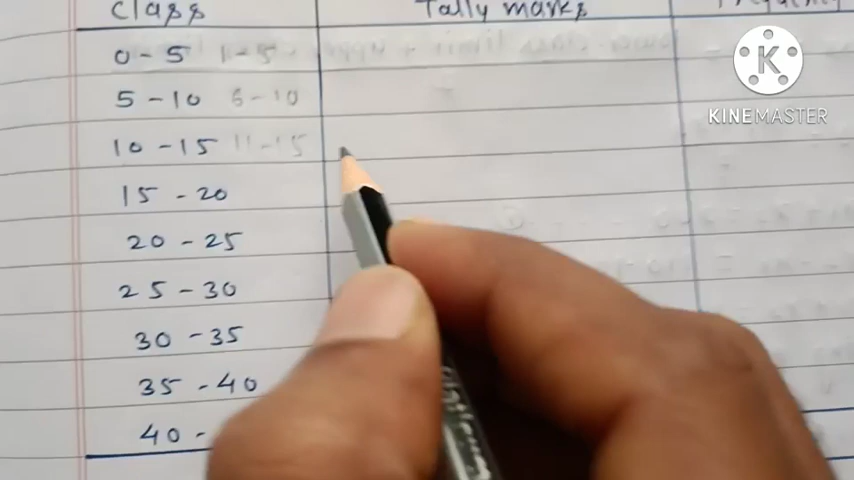 Class Tally marks Frequency
0 - 5 1 - 5
5 - 10 6 - 10
10 - 15 11 - 15
15 - 20
20 - 25
25 - 30
30 - 35
35 - 40
40 -
K
KINEMASTER